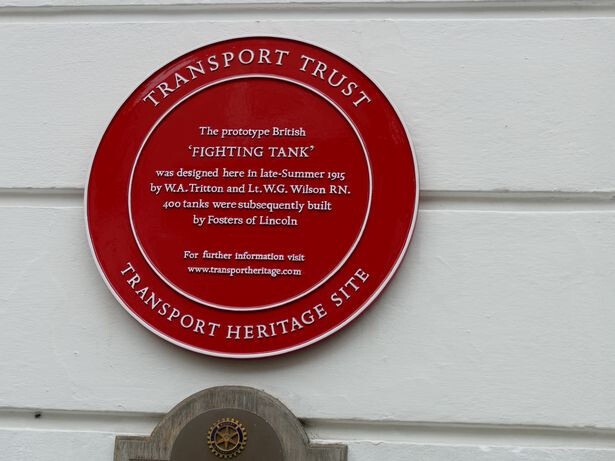 TRANSPORT TRUST
The prototype British
‘FIGHTING TANK’
was designed here in late-Summer 1915
by W.A. Tritton and Lt. W.G. Wilson RN.
400 tanks were subsequently built
by Fosters of Lincoln
For further information visit
www.transportheritage.com
TRANSPORT HERITAGE SITE